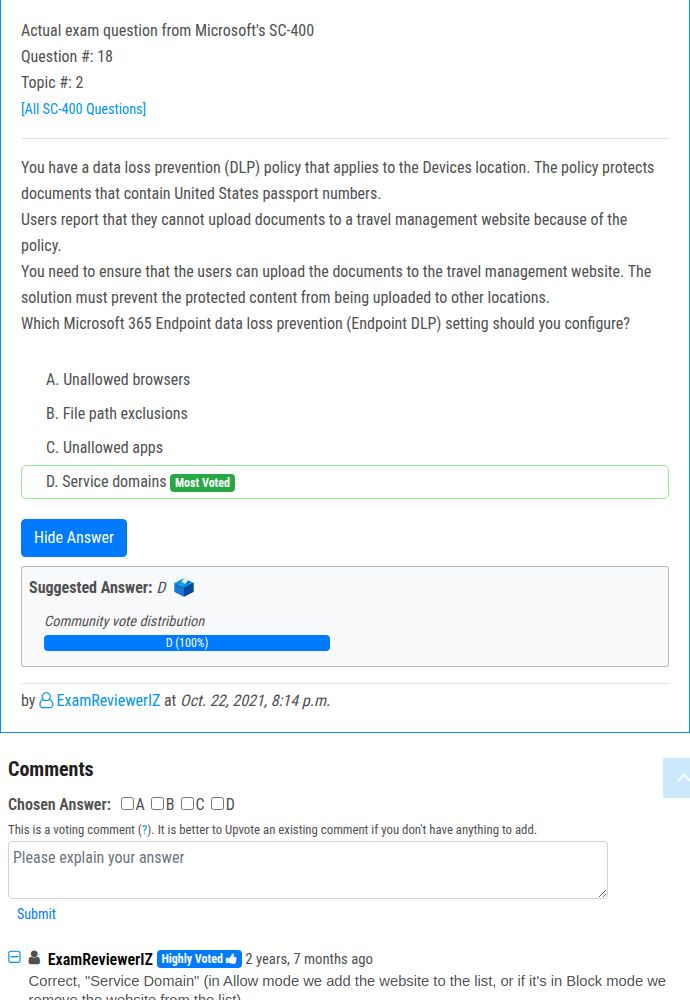 Actual exam question from Microsoft's SC-400
Question #: 18
Topic #: 2
[All SC-400 Questions]
You have a data loss prevention (DLP) policy that applies to the Devices location. The policy protects
documents that contain United States passport numbers.
Users report that they cannot upload documents to a travel management website because of the
policy.
You need to ensure that the users can upload the documents to the travel management website. The
solution must prevent the protected content from being uploaded to other locations.
Which Microsoft 365 Endpoint data loss prevention (Endpoint DLP) setting should you configure?
A. Unallowed browsers
B. File path exclusions
C. Unallowed apps
D. Service domains Most Voted
Hide Answer
Suggested Answer: D
Community vote distribution
D (100%)
by ExamReviewerIZ at Oct. 22, 2021, 8:14 p.m.
Comments
Chosen Answer: A B C D
This is a voting comment (?). It is better to Upvote an existing comment if you don't have anything to add.
Please explain your answer
Submit
ExamReviewerIZ Highly Voted 2 years, 7 months ago
Correct, "Service Domain" (in Allow mode we add the website to the list, or if it's in Block mode we
remove the website from the list)